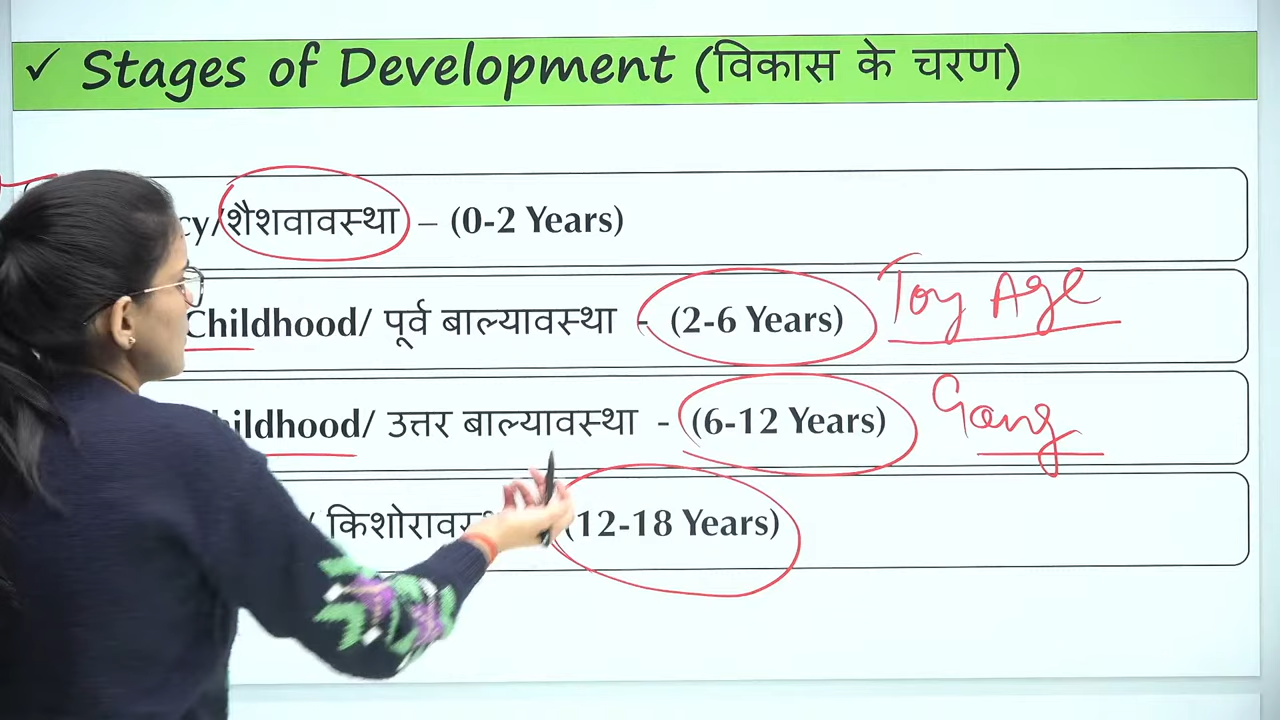 ✓ Stages of Development (विकास के चरण)
cy/शैशवावस्था – (0-2 Years)
Childhood/ पूर्व बाल्यावस्था - (2-6 Years) Toy Age
hildhood/ उत्तर बाल्यावस्था - (6-12 Years) Gang
/ किशोरावस्था (12-18 Years)